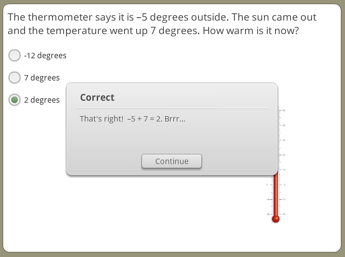 The thermometer says it is –5 degrees outside. The sun came out
and the temperature went up 7 degrees. How warm is it now?
-12 degrees
7 degrees
2 degrees
Correct
That's right! –5 + 7 = 2. Brrr...
Continue